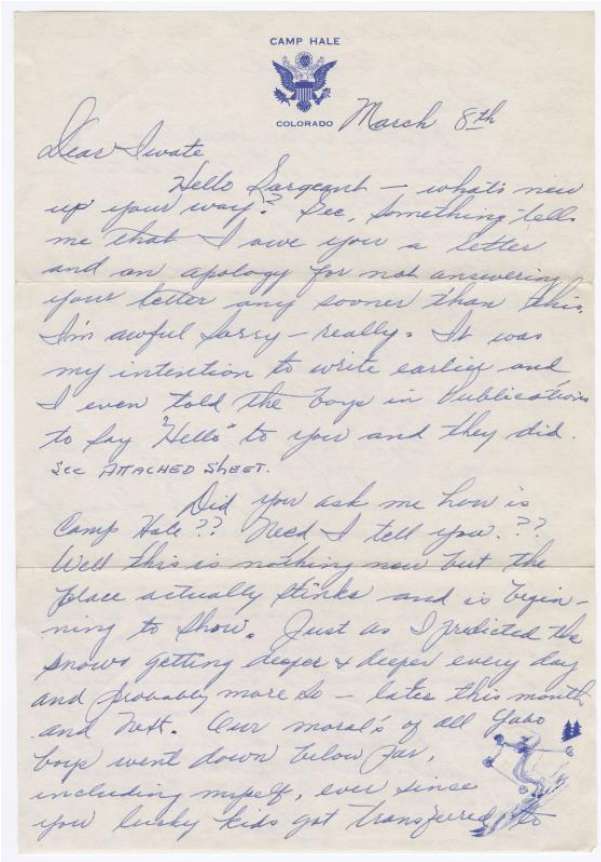 CAMP HALE
COLORADO
March 8th
Dear Iwate
Hello Sargeant — what's new
up your way? Gee, something tells
me that I owe you a letter
and an apology for not answering
your letter any sooner than this.
I'm awful sorry — really. It was
my intention to write earlier and
I even told the boys in Publications
to say "Hello" to you and they did.
SEE ATTACHED SHEET.
Did you ask me how is
Camp Hale?? Need I tell you.??
Well this is nothing new but the
place actually stinks and is begin-
ning to show. Just as I predicted the
snows getting deeper & deeper every day
and probably more so — later this month
and next. Our moral's of all
boys went down below par,
including myself, ever since
you lucky kids got transferred to